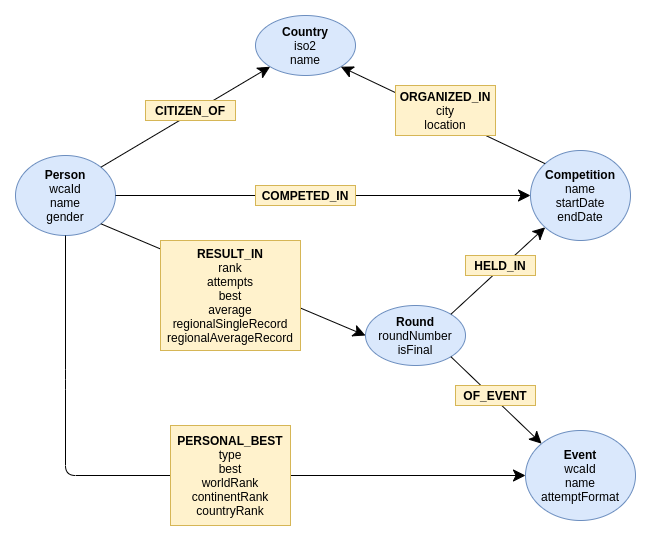 Country
iso2
name
CITIZEN_OF
ORGANIZED_IN
city
location
Person
wcaId
name
gender
COMPETED_IN
Competition
name
startDate
endDate
RESULT_IN
rank
attempts
best
average
regionalSingleRecord
regionalAverageRecord
HELD_IN
Round
roundNumber
isFinal
OF_EVENT
PERSONAL_BEST
type
best
worldRank
continentRank
countryRank
Event
wcaId
name
attemptFormat